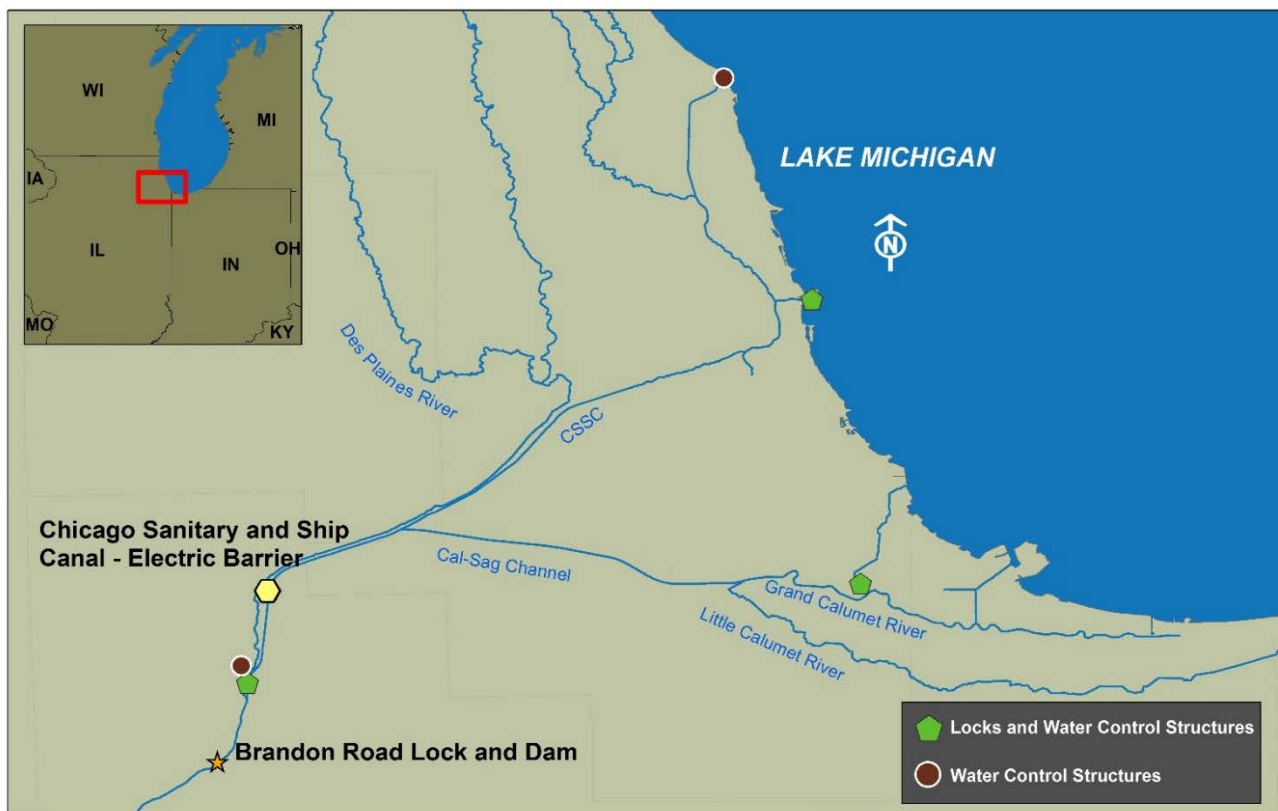 WI
MI
IA
IL
IN
OH
MO
KY
LAKE MICHIGAN
N
Des Plaines River
CSSC
Chicago Sanitary and Ship
Canal - Electric Barrier
Cal-Sag Channel
Grand Calumet River
Little Calumet River
Brandon Road Lock and Dam
Locks and Water Control Structures
Water Control Structures